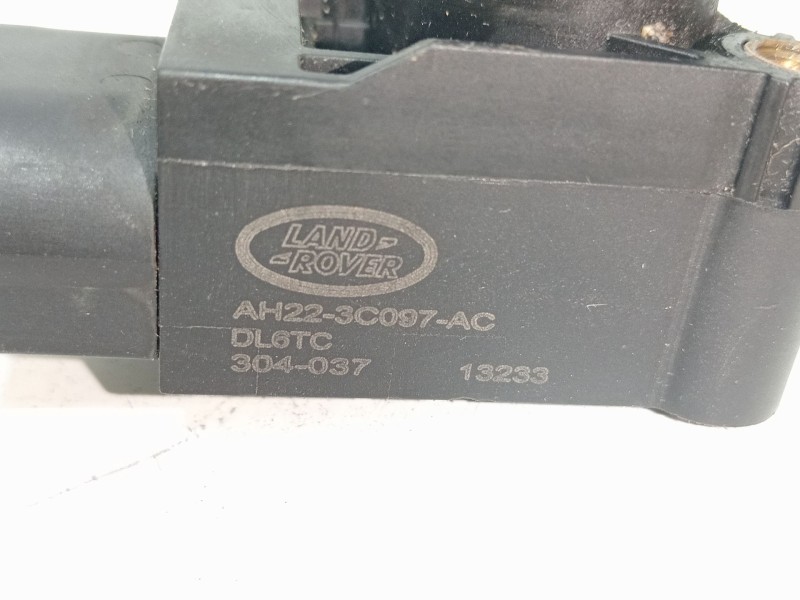 LAND-
-ROVER
AH22-3C097-AC
DL6TC
304-037 13233